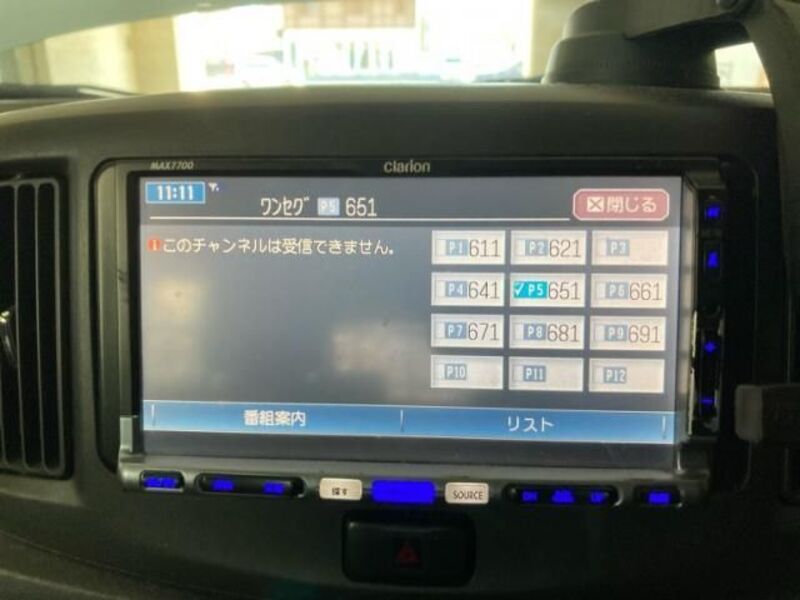 MAX7700
clarion
11:11
ワンセグ P5 651
閉じる
このチャンネルは受信できません。
P1 611 P2 621 P3
P4 641 P5 651 P6 661
P7 671 P8 681 P9 691
P10 P11 P12
番組案内 リスト
探す SOURCE